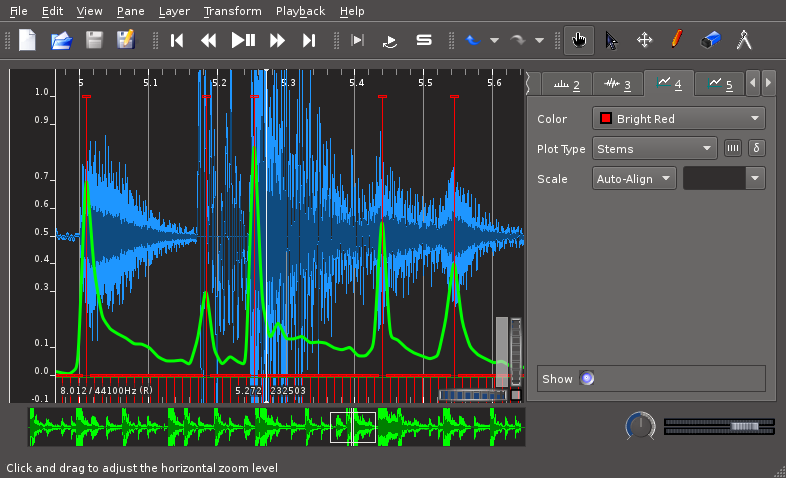 File Edit View Pane Layer Transform Playback Help
5 5.1 5.2 5.3 5.4 5.5 5.6
2 3 4 5
1.0
0.9
0.7
0.6
0.5
0.4
0.3
0.1
0.0
-0.1
Color Bright Red
Plot Type Stems δ
Scale Auto-Align
Show
8.012 / 44100Hz (R) 5.272 232503
Click and drag to adjust the horizontal zoom level